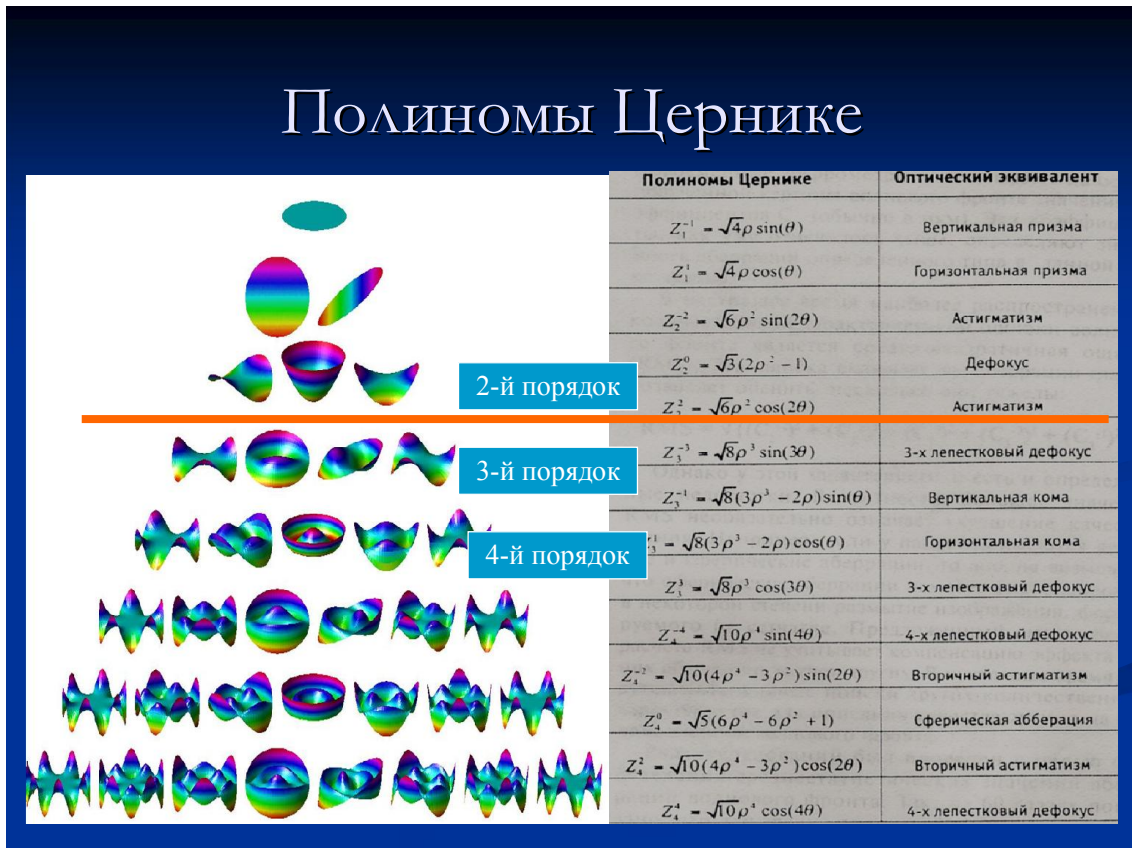 Полиномы Цернике
Полиномы Цернике Оптический эквивалент
Z₁⁻¹ = √4ρ sin(θ) Вертикальная призма
Z₁¹ = √4ρ cos(θ) Горизонтальная призма
Z₂⁻² = √6ρ² sin(2θ) Астигматизм
Z₂⁰ = √3(2ρ² − 1) Дефокус
2-й порядок
Z₂² = √6ρ² cos(2θ) Астигматизм
Z₃⁻³ = √8ρ³ sin(3θ) 3-х лепестковый дефокус
3-й порядок
Z₃⁻¹ = √8(3ρ³ − 2ρ)sin(θ) Вертикальная кома
4-й порядок
₃¹ = √8(3ρ³ − 2ρ)cos(θ) Горизонтальная кома
Z₃³ = √8ρ³ cos(3θ) 3-х лепестковый дефокус
Z₄⁻⁴ = √10ρ⁴ sin(4θ) 4-х лепестковый дефокус
Z₄⁻² = √10(4ρ⁴ − 3ρ²)sin(2θ) Вторичный астигматизм
Z₄⁰ = √5(6ρ⁴ − 6ρ² + 1) Сферическая абберация
Z₄² = √10(4ρ⁴ − 3ρ²)cos(2θ) Вторичный астигматизм
Z₄⁴ = √10ρ⁴ cos(4θ) 4-х лепестковый дефокус